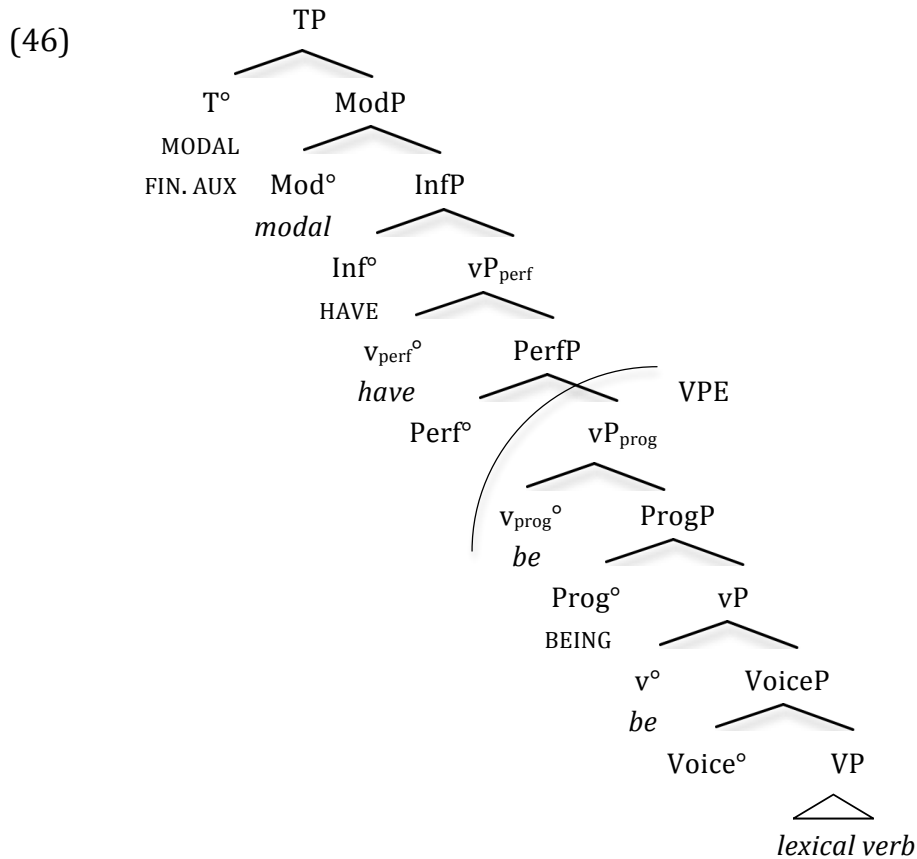 (46)
TP
T° ModP
MODAL
FIN. AUX Mod° InfP
modal
Inf° vPperf
HAVE
vperf° PerfP
have VPE
Perf° vPprog
vprog° ProgP
be
Prog° vP
BEING
v° VoiceP
be
Voice° VP
lexical verb